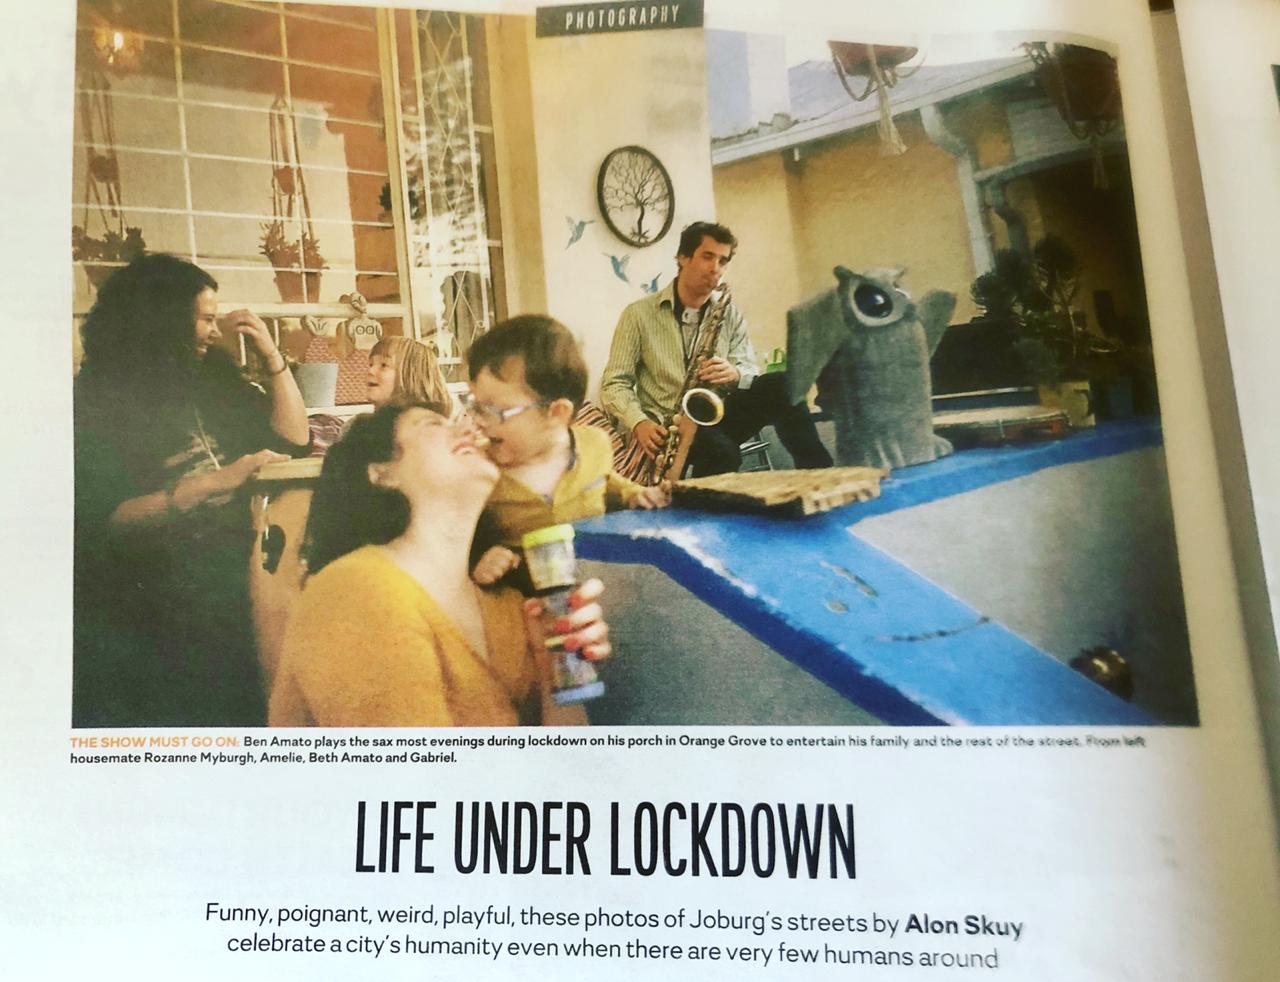 PHOTOGRAPHY
THE SHOW MUST GO ON: Ben Amato plays the sax most evenings during lockdown on his porch in Orange Grove to entertain his family and the rest of the street. From left
housemate Rozanne Myburgh, Amelie, Beth Amato and Gabriel.
LIFE UNDER LOCKDOWN
Funny, poignant, weird, playful, these photos of Joburg's streets by Alon Skuy
celebrate a city's humanity even when there are very few humans around